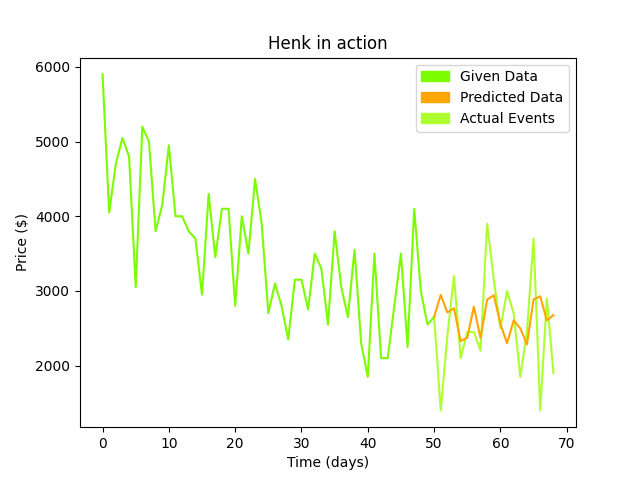 Henk in action
Given Data
Predicted Data
Actual Events
6000
5000
4000
3000
2000
Price ($)
0 10 20 30 40 50 60 70
Time (days)